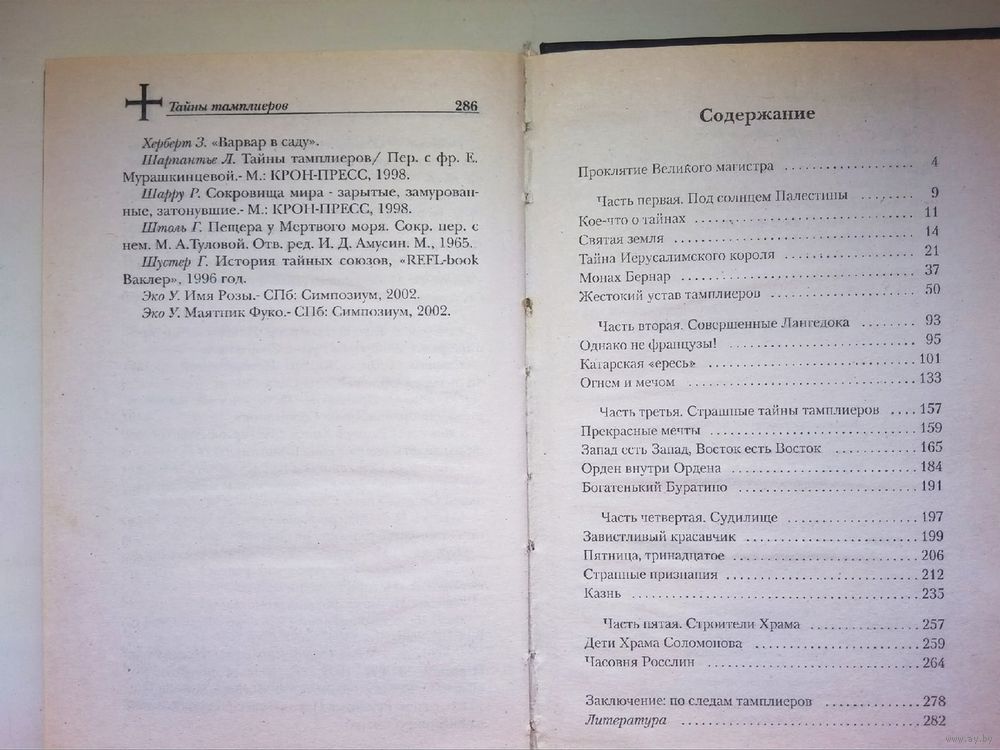 Тайны тамплиеров 286
Херберт З. «Варвар в саду».
Шарпантье Л. Тайны тамплиеров/ Пер. с фр. Е.
Мурашкинцевой.- М.: КРОН-ПРЕСС, 1998.
Шарру Р. Сокровища мира - зарытые, замурован-
ные, затонувшие.- М.: КРОН-ПРЕСС, 1998.
Штоль Г. Пещера у Мертвого моря. Сокр. пер. с
нем. М. А.Туловой. Отв. ред. И. Д. Амусин. М., 1965.
Шустер Г. История тайных союзов, «REFL-book
Ваклер», 1996 год.
Эко У. Имя Розы.- СПб: Симпозиум, 2002.
Эко У. Маятник Фуко.- СПб: Симпозиум, 2002.
Содержание
Проклятие Великого магистра .................. 4
Часть первая. Под солнцем Палестины ........ 9
Кое-что о тайнах ............................ 11
Святая земля ................................ 14
Тайна Иерусалимского короля ................. 21
Монах Бернар ................................ 37
Жестокий устав тамплиеров ................... 50
Часть вторая. Совершенные Лангедока ........ 93
Однако не французы! ......................... 95
Катарская «ересь» ........................... 101
Огнем и мечом ............................... 133
Часть третья. Страшные тайны тамплиеров .... 157
Прекрасные мечты ............................ 159
Запад есть Запад, Восток есть Восток ........ 165
Орден внутри Ордена ......................... 184
Богатенький Буратино ........................ 191
Часть четвертая. Судилище .................. 197
Завистливый красавчик ....................... 199
Пятница, тринадцатое ........................ 206
Странные признания .......................... 212
Казнь ....................................... 235
Часть пятая. Строители Храма ............... 257
Дети Храма Соломонова ....................... 259
Часовня Росслин ............................. 264
Заключение: по следам тамплиеров ............ 278
Литература .................................. 282
www.ay.by